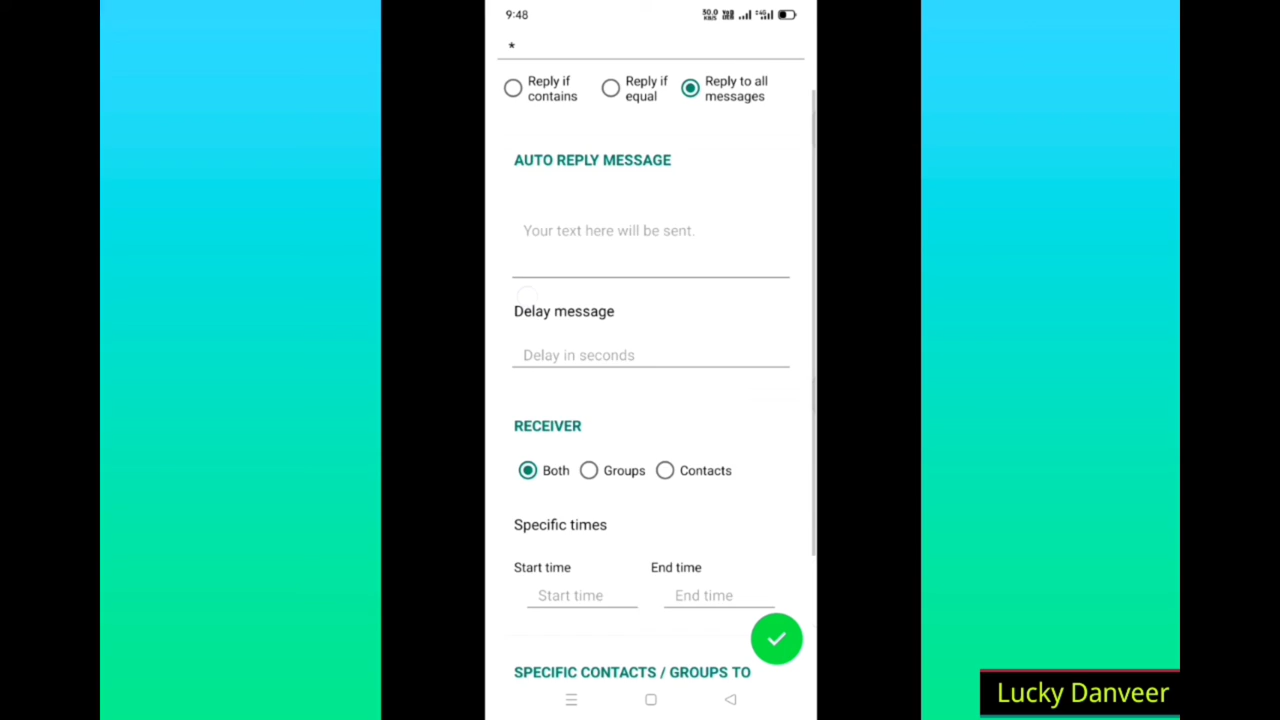 9:48
*
Reply if contains
Reply if equal
Reply to all messages
AUTO REPLY MESSAGE
Your text here will be sent.
Delay message
Delay in seconds
RECEIVER
Both Groups Contacts
Specific times
Start time End time
Start time End time
SPECIFIC CONTACTS / GROUPS TO
Lucky Danveer